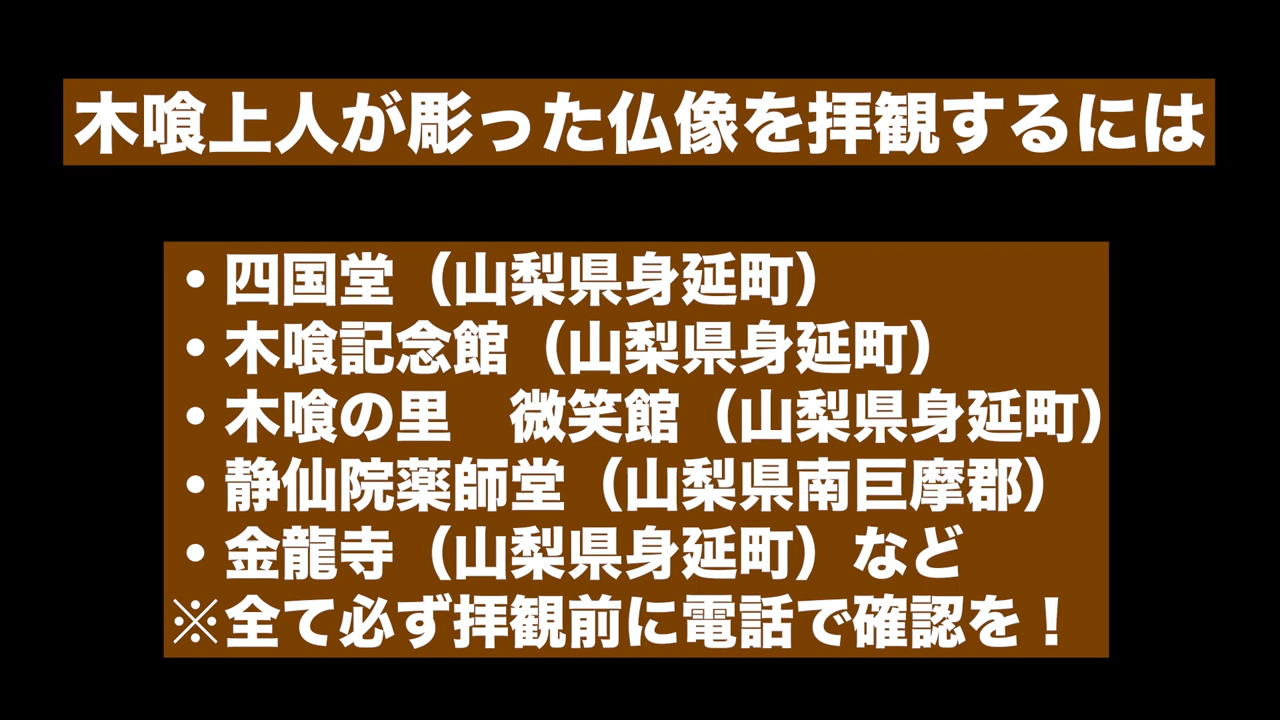 木喰上人が彫った仏像を拝観するには
・四国堂（山梨県身延町）
・木喰記念館（山梨県身延町）
・木喰の里　微笑館（山梨県身延町）
・静仙院薬師堂（山梨県南巨摩郡）
・金龍寺（山梨県身延町）など
※全て必ず拝観前に電話で確認を！